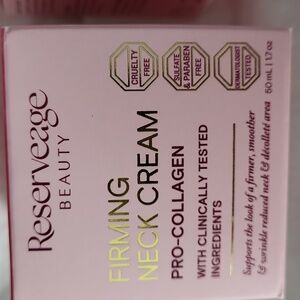 Reserveage
BEAUTY
FIRMING
NECK CREAM
PRO-COLLAGEN
WITH CLINICALLY TESTED
INGREDIENTS
Supports the look of a firmer, smoother
& wrinkle reduced neck & décolleté area
CRUELTY
FREE
SULFATE
& PARABEN
FREE
DERMATOLOGIST
TESTED
50 mL | 1.7 oz